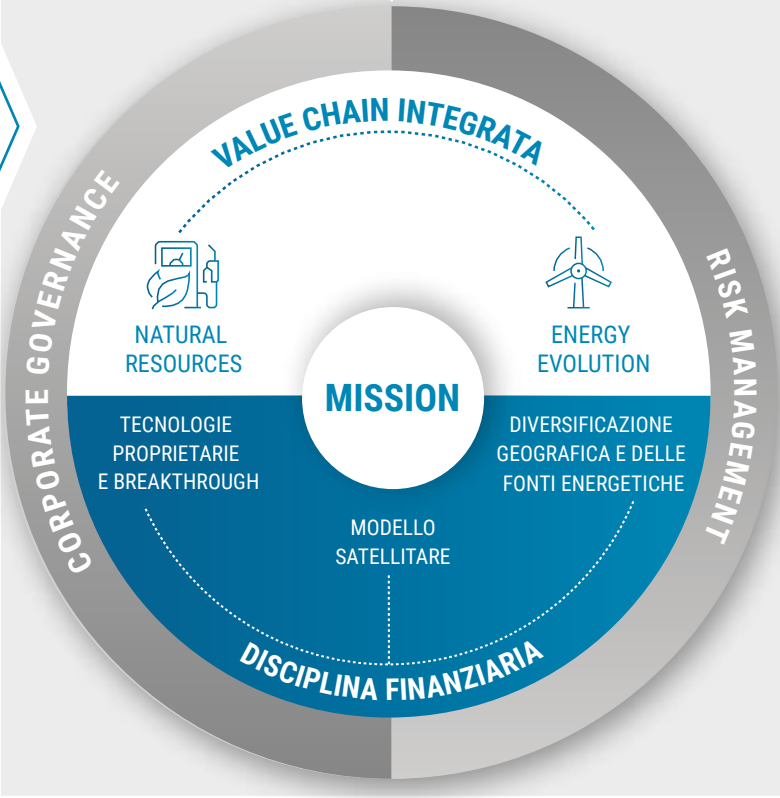 VALUE CHAIN INTEGRATA
CORPORATE GOVERNANCE
RISK MANAGEMENT
NATURAL
RESOURCES
ENERGY
EVOLUTION
MISSION
TECNOLOGIE
PROPRIETARIE
E BREAKTHROUGH
DIVERSIFICAZIONE
GEOGRAFICA E DELLE
FONTI ENERGETICHE
MODELLO
SATELLITARE
DISCIPLINA FINANZIARIA